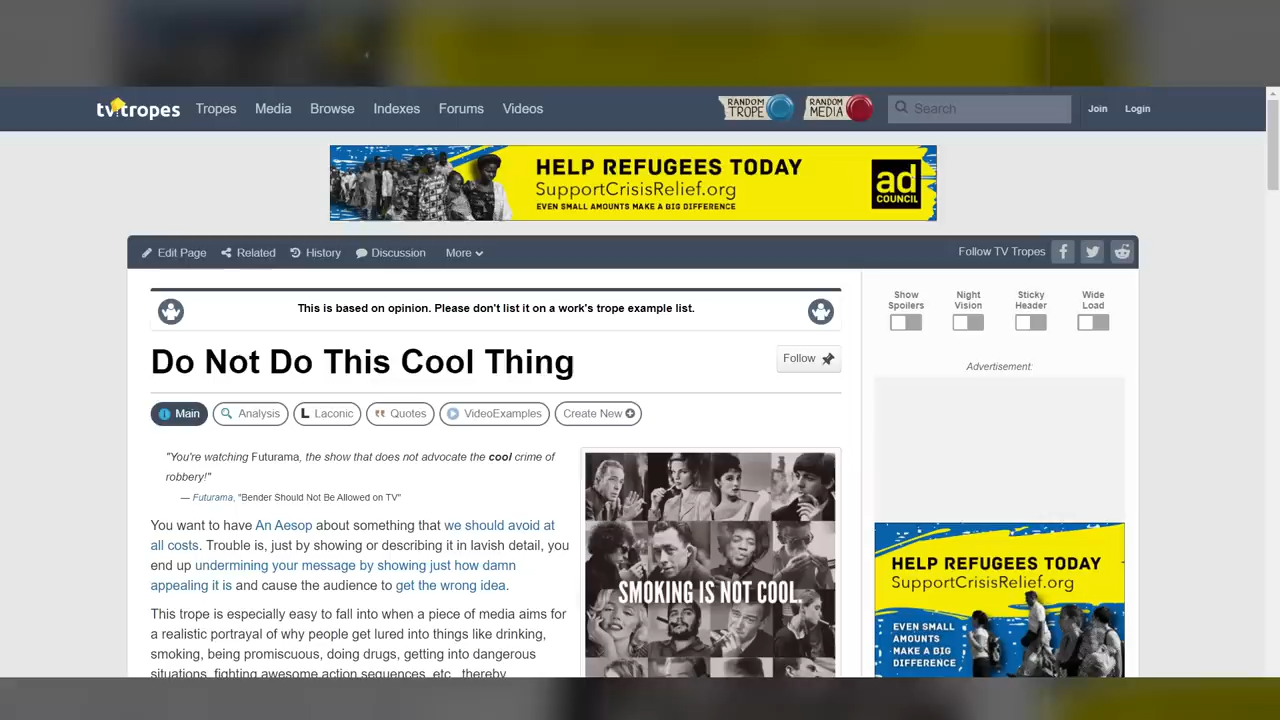 tvtropes
Tropes
Media
Browse
Indexes
Forums
Videos
RANDOM TROPE
RANDOM MEDIA
Search
Join
Login
HELP REFUGEES TODAY
SupportCrisisRelief.org
EVEN SMALL AMOUNTS MAKE A BIG DIFFERENCE
ad
COUNCIL
Edit Page
Related
History
Discussion
More
Follow TV Tropes
This is based on opinion. Please don't list it on a work's trope example list.
Show
Spoilers
Night
Vision
Sticky
Header
Wide
Load
Do Not Do This Cool Thing
Follow
Advertisement:
Main
Analysis
L Laconic
Quotes
VideoExamples
Create New
"You're watching Futurama, the show that does not advocate the cool crime of
robbery!"
— Futurama, "Bender Should Not Be Allowed on TV"
You want to have An Aesop about something that we should avoid at
all costs. Trouble is, just by showing or describing it in lavish detail, you
end up undermining your message by showing just how damn
appealing it is and cause the audience to get the wrong idea.
This trope is especially easy to fall into when a piece of media aims for
a realistic portrayal of why people get lured into things like drinking,
smoking, being promiscuous, doing drugs, getting into dangerous
situations, fighting awesome action sequences, etc., thereby
SMOKING IS NOT COOL.
HELP REFUGEES TODAY
SupportCrisisRelief.org
EVEN SMALL
AMOUNTS
MAKE A BIG
DIFFERENCE